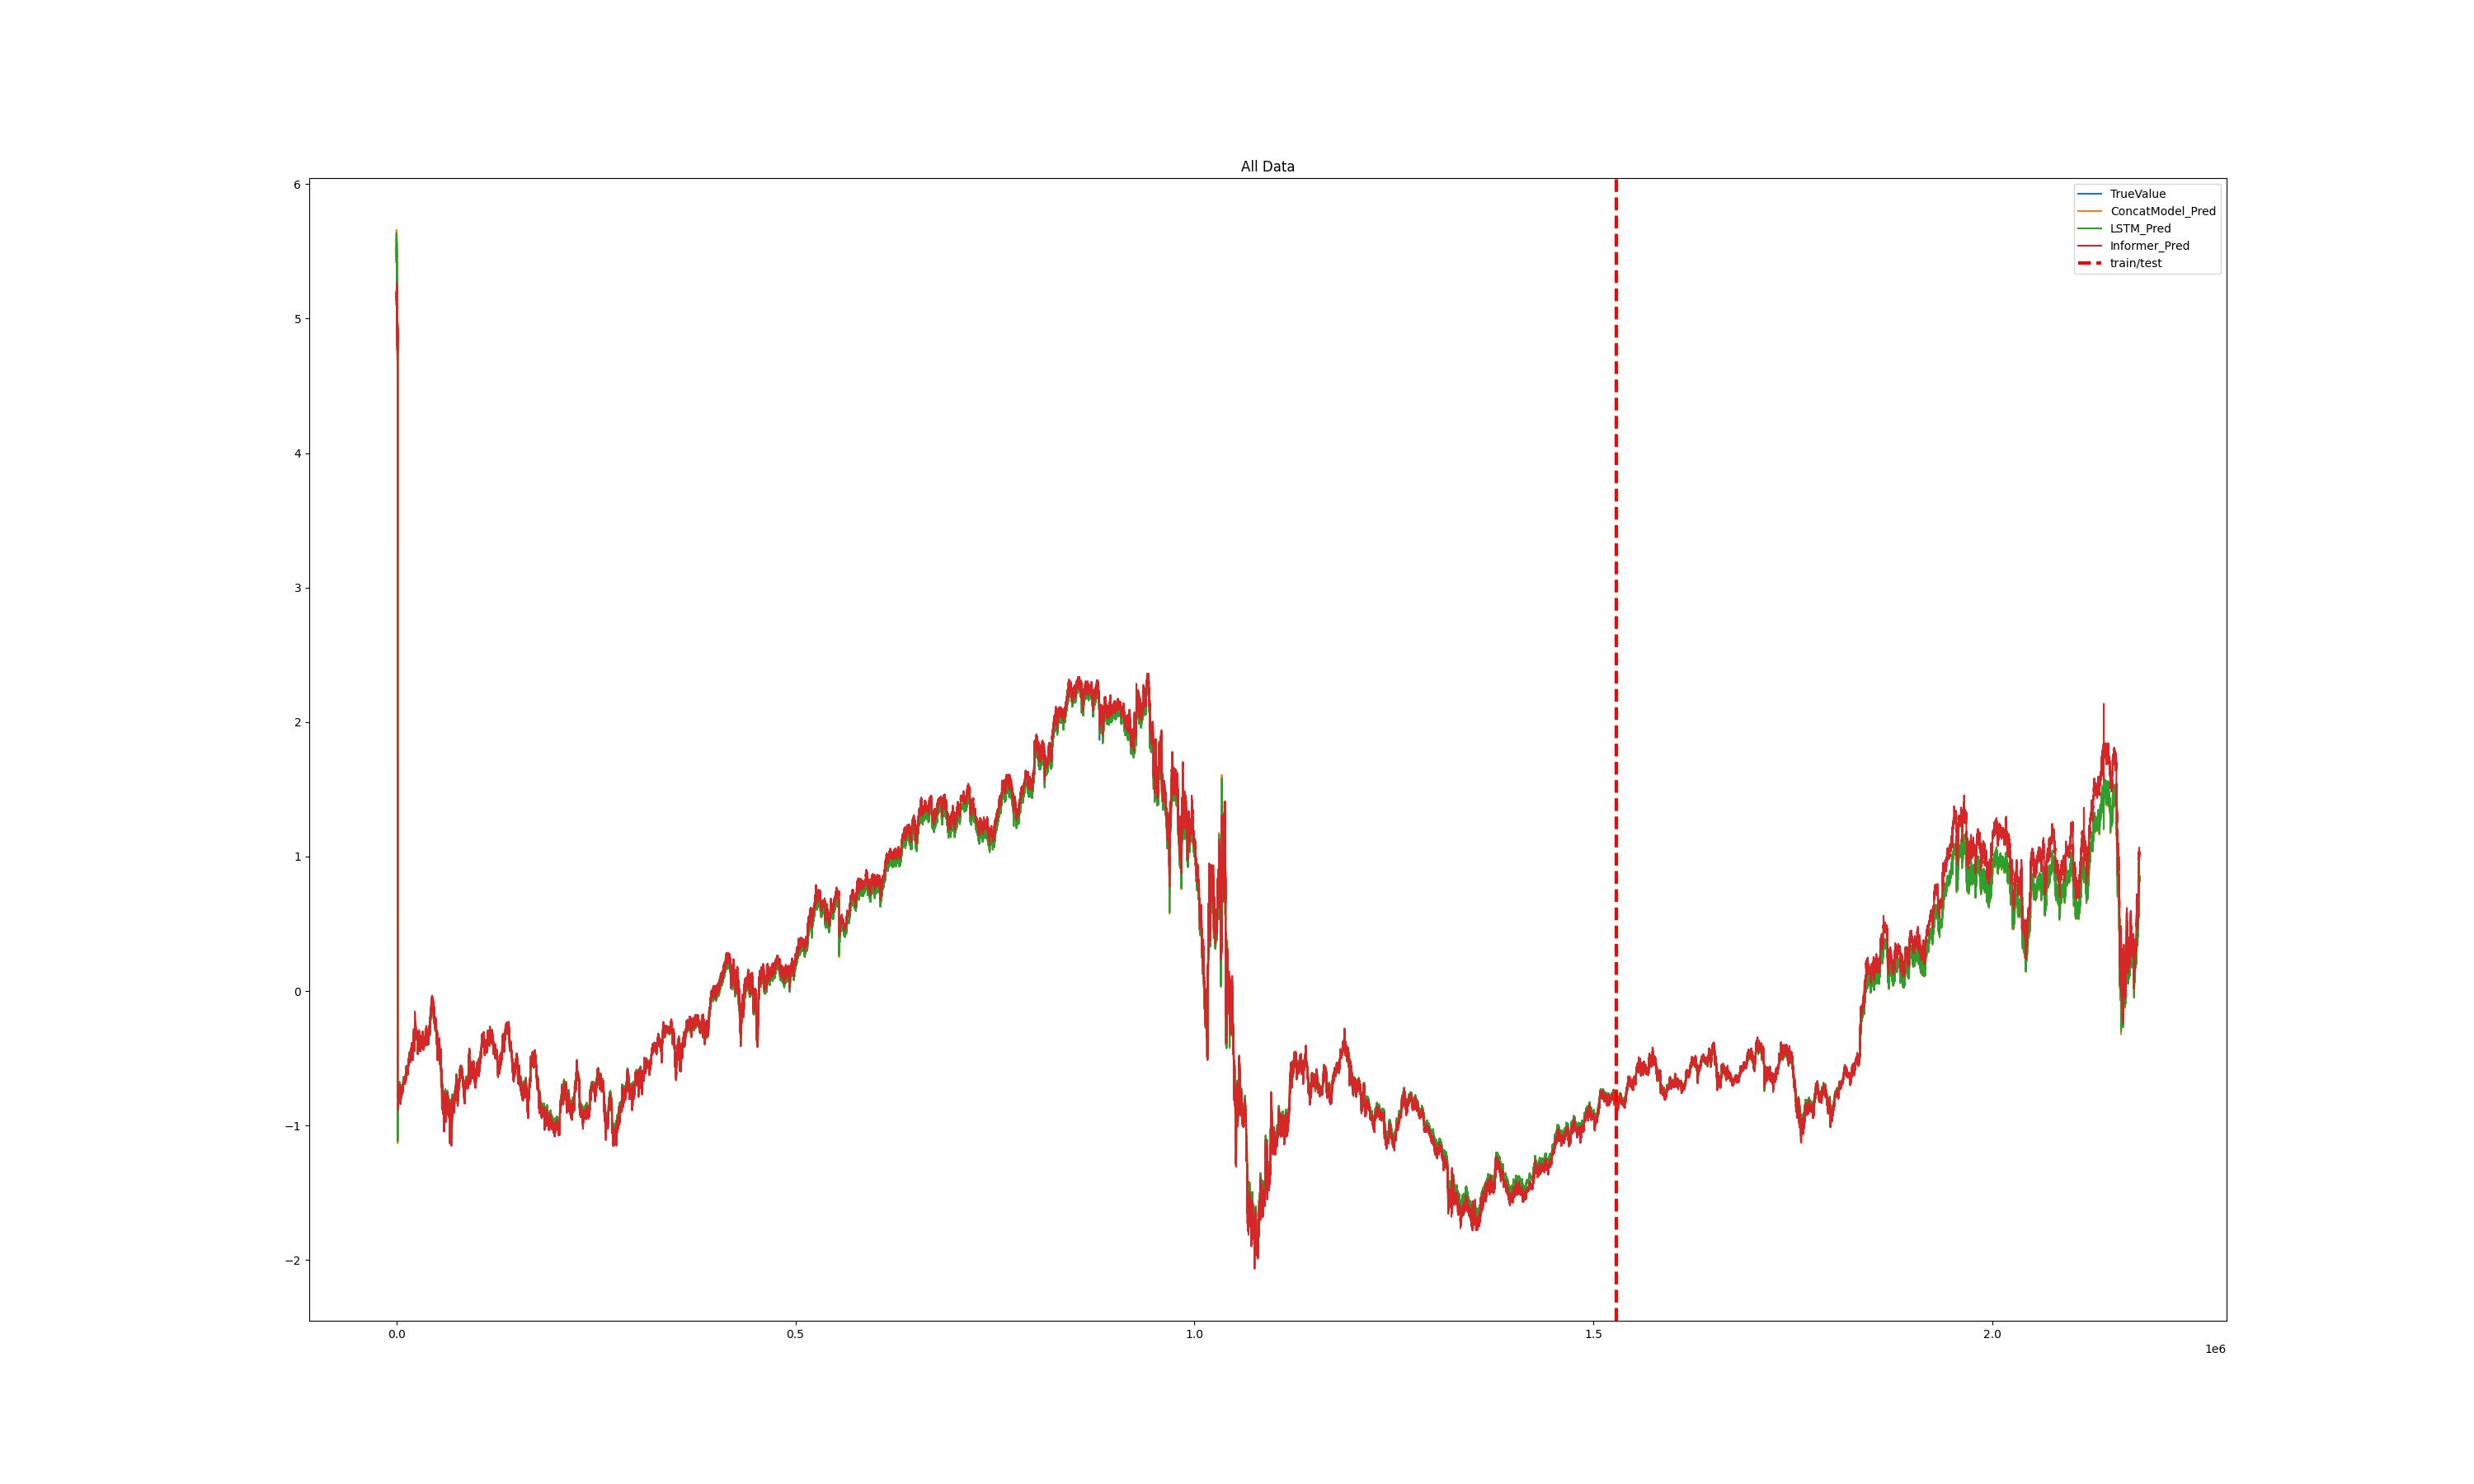 All Data
6
5
4
3
2
1
0
−1
−2
TrueValue
ConcatModel_Pred
LSTM_Pred
Informer_Pred
train/test
0.0 0.5 1.0 1.5 2.0
1e6